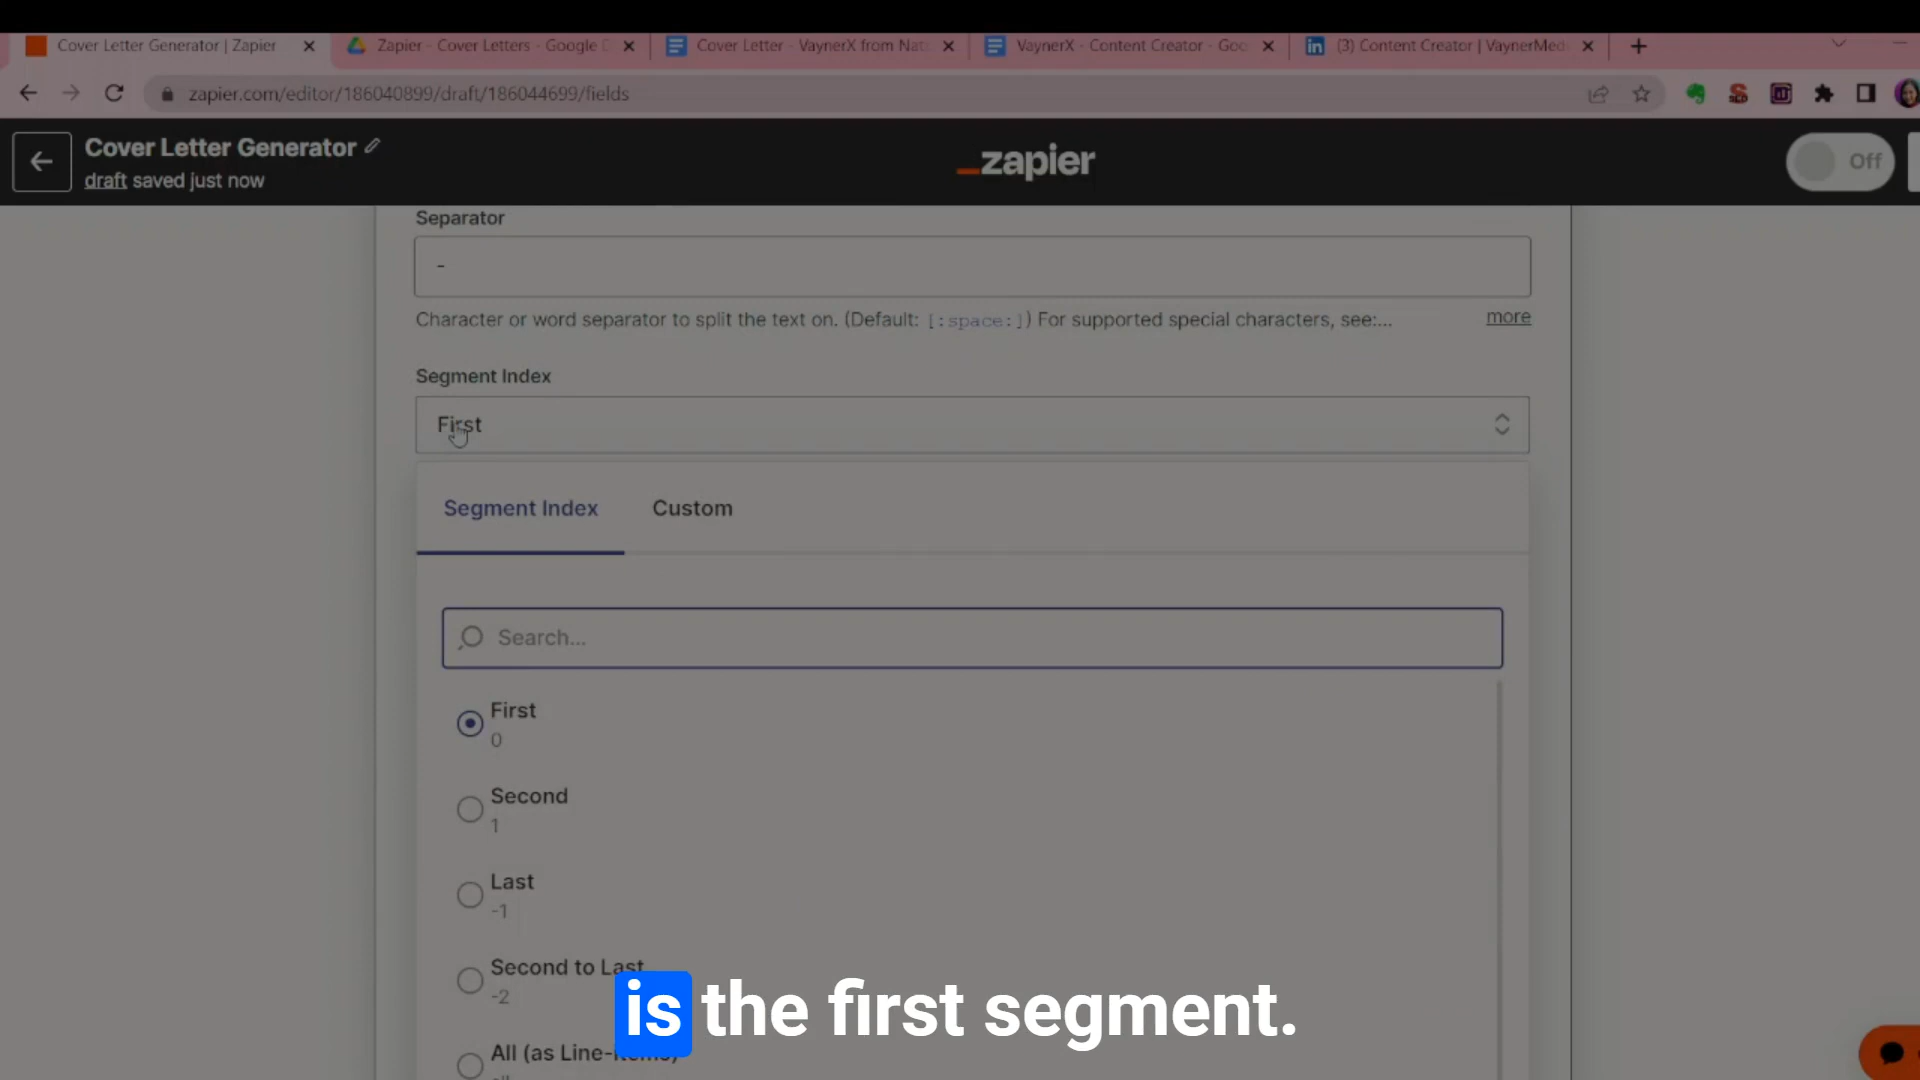 Cover Letter Generator | Zapier
Zapier - Cover Letters - Google D
Cover Letter - VaynerX from Nat
VaynerX - Content Creator - Goo
(3) Content Creator | VaynerMed
zapier.com/editor/186040899/draft/186044699/fields
Cover Letter Generator
draft saved just now
zapier
Off
Separator
-
Character or word separator to split the text on. (Default: [:space:]) For supported special characters, see:...
more
Segment Index
First
Segment Index
Custom
Search...
First
0
Second
1
Last
-1
Second to Last
-2
is the first segment.
All (as Line-items)